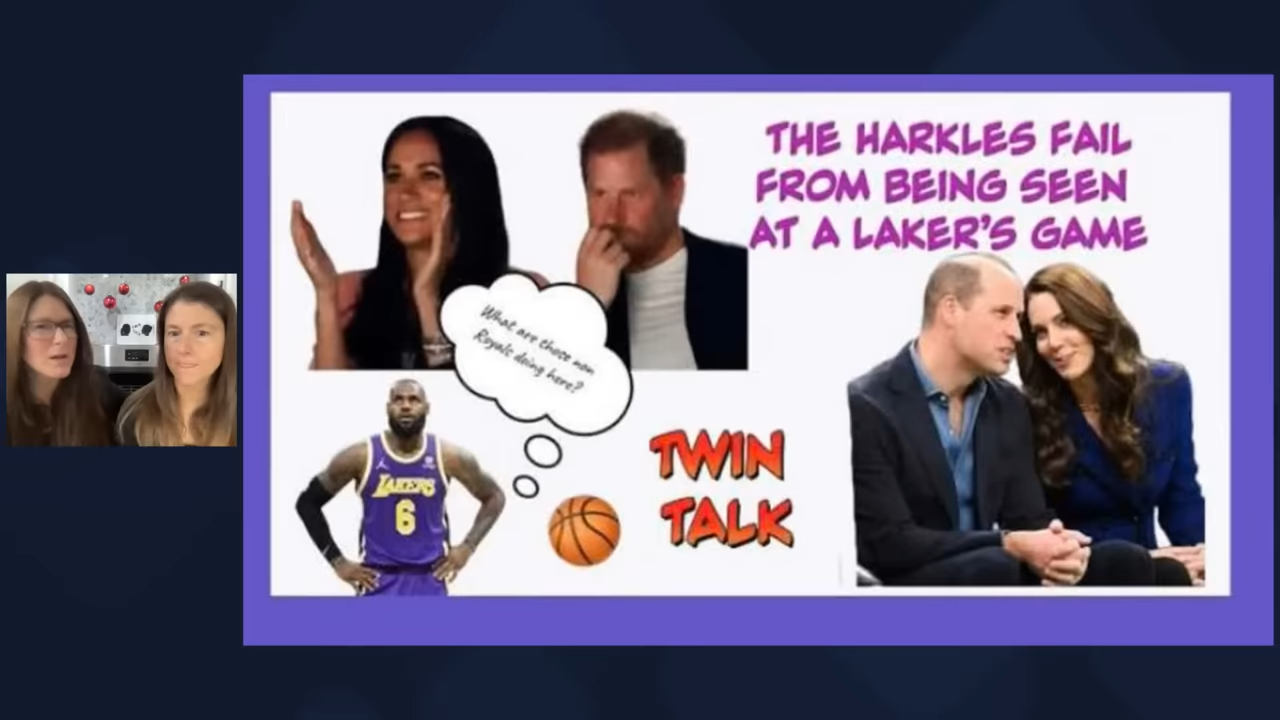 THE HARKLES FAIL
FROM BEING SEEN
AT A LAKER'S GAME
What are those non
Royals doing here?
LAKERS
6
TWIN
TALK